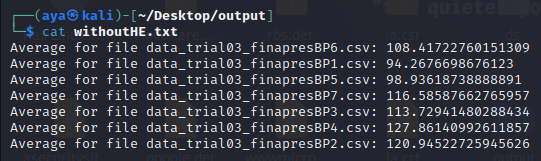 (aya㉿kali)-[~/Desktop/output]
$ cat withoutHE.txt
Average for file data_trial03_finapresBP6.csv: 108.41722760151309
Average for file data_trial03_finapresBP1.csv: 94.2676698676123
Average for file data_trial03_finapresBP5.csv: 98.93618738888891
Average for file data_trial03_finapresBP7.csv: 116.58587662765957
Average for file data_trial03_finapresBP3.csv: 113.72941480288434
Average for file data_trial03_finapresBP4.csv: 127.86140992611857
Average for file data_trial03_finapresBP2.csv: 120.94522725945626